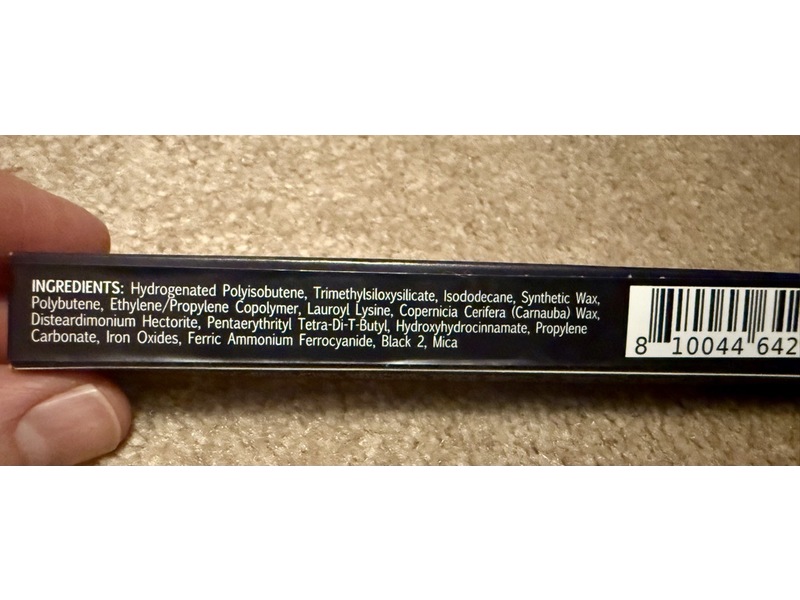 INGREDIENTS: Hydrogenated Polyisobutene, Trimethylsiloxysilicate, Isododecane, Synthetic Wax,
Polybutene, Ethylene/Propylene Copolymer, Lauroyl Lysine, Copernicia Cerifera (Carnauba) Wax,
Disteardimonium Hectorite, Pentaerythrityl Tetra-Di-T-Butyl, Hydroxyhydrocinnamate, Propylene
Carbonate, Iron Oxides, Ferric Ammonium Ferrocyanide, Black 2, Mica
8 10044 642